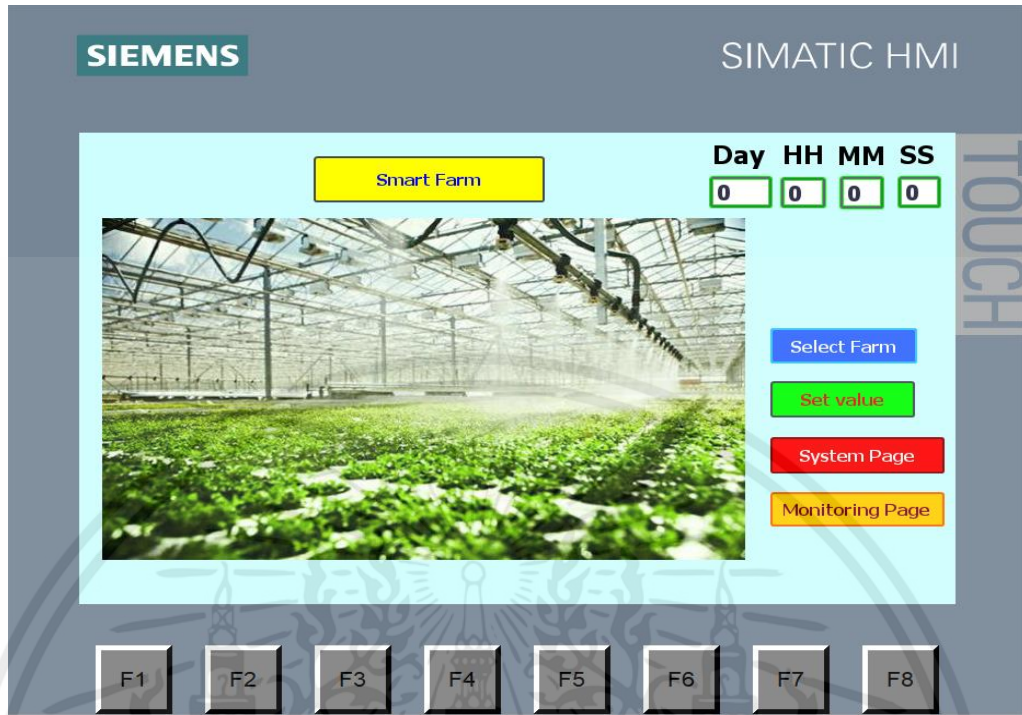 SIEMENS
SIMATIC HMI
TOUCH
Smart Farm
Day HH MM SS
0 0 0 0
Select Farm
Set value
System Page
Monitoring Page
F1 F2 F3 F4 F5 F6 F7 F8